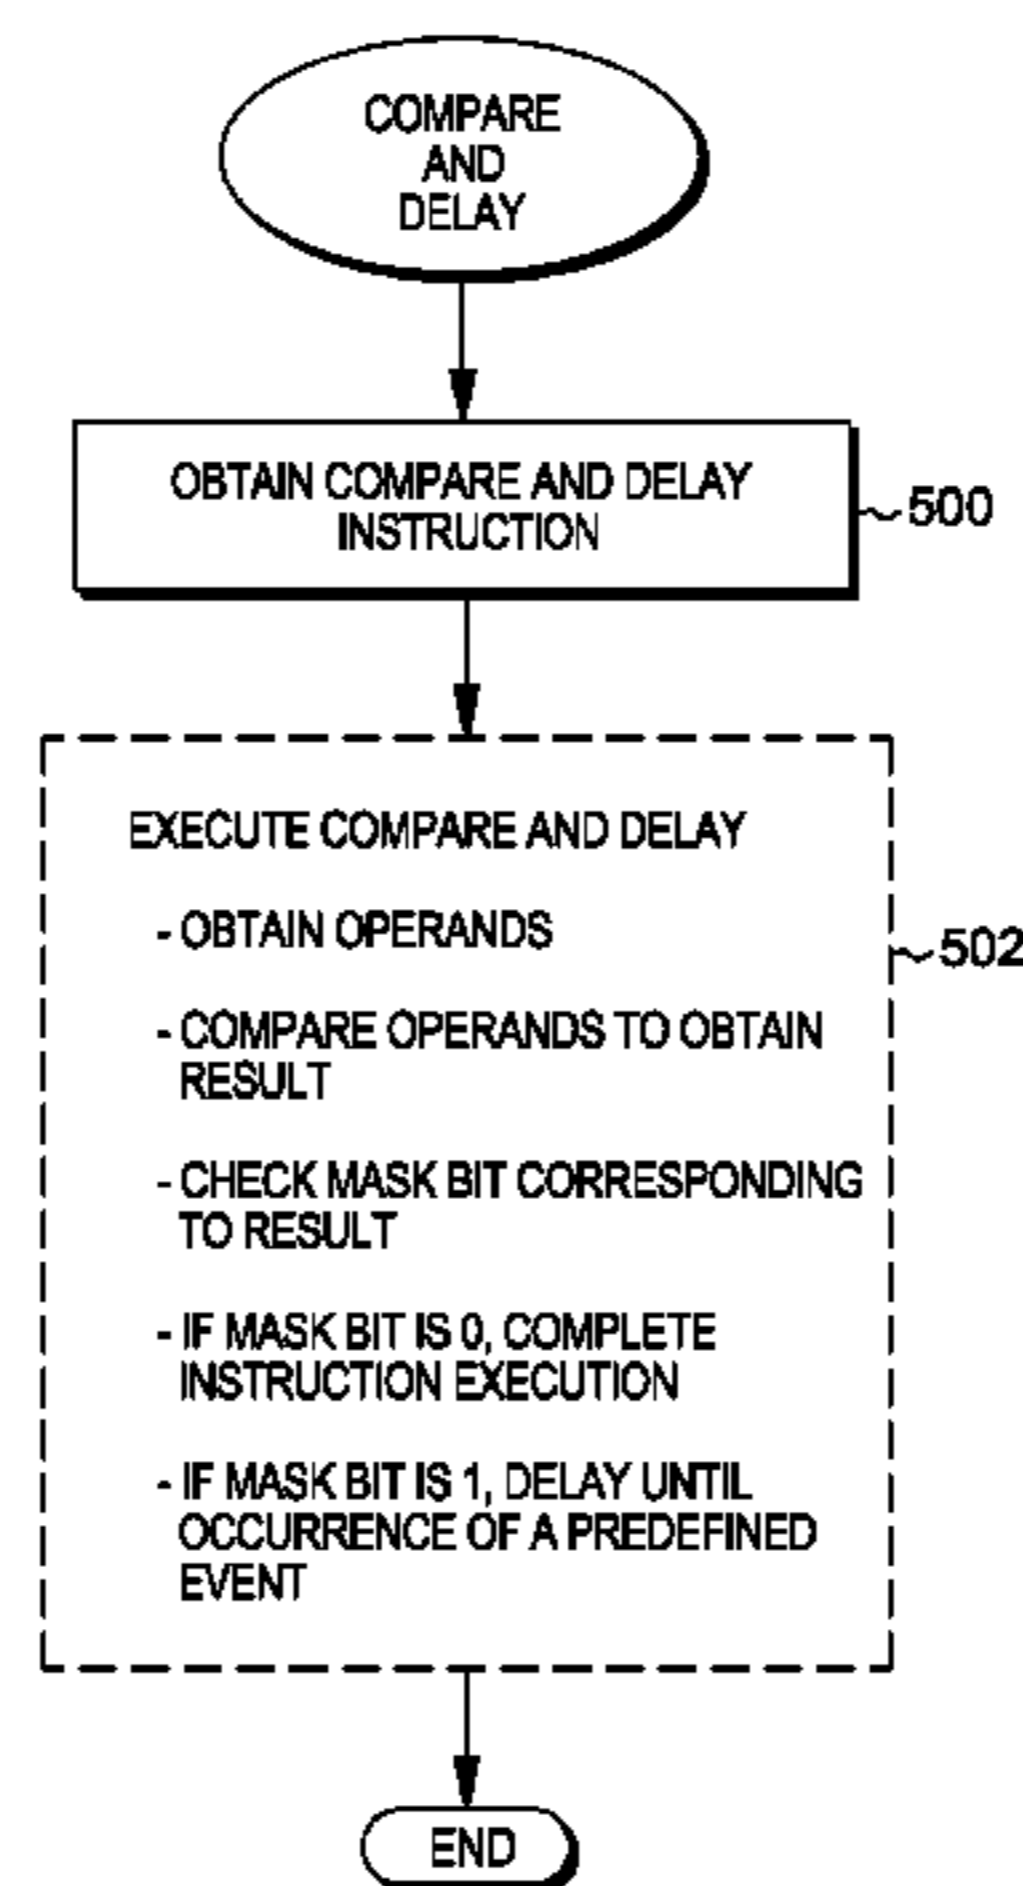 COMPARE
AND
DELAY
OBTAIN COMPARE AND DELAY
INSTRUCTION
500
EXECUTE COMPARE AND DELAY
- OBTAIN OPERANDS
502
- COMPARE OPERANDS TO OBTAIN
RESULT
- CHECK MASK BIT CORRESPONDING
TO RESULT
- IF MASK BIT IS 0, COMPLETE
INSTRUCTION EXECUTION
- IF MASK BIT IS 1, DELAY UNTIL
OCCURRENCE OF A PREDEFINED
EVENT
END